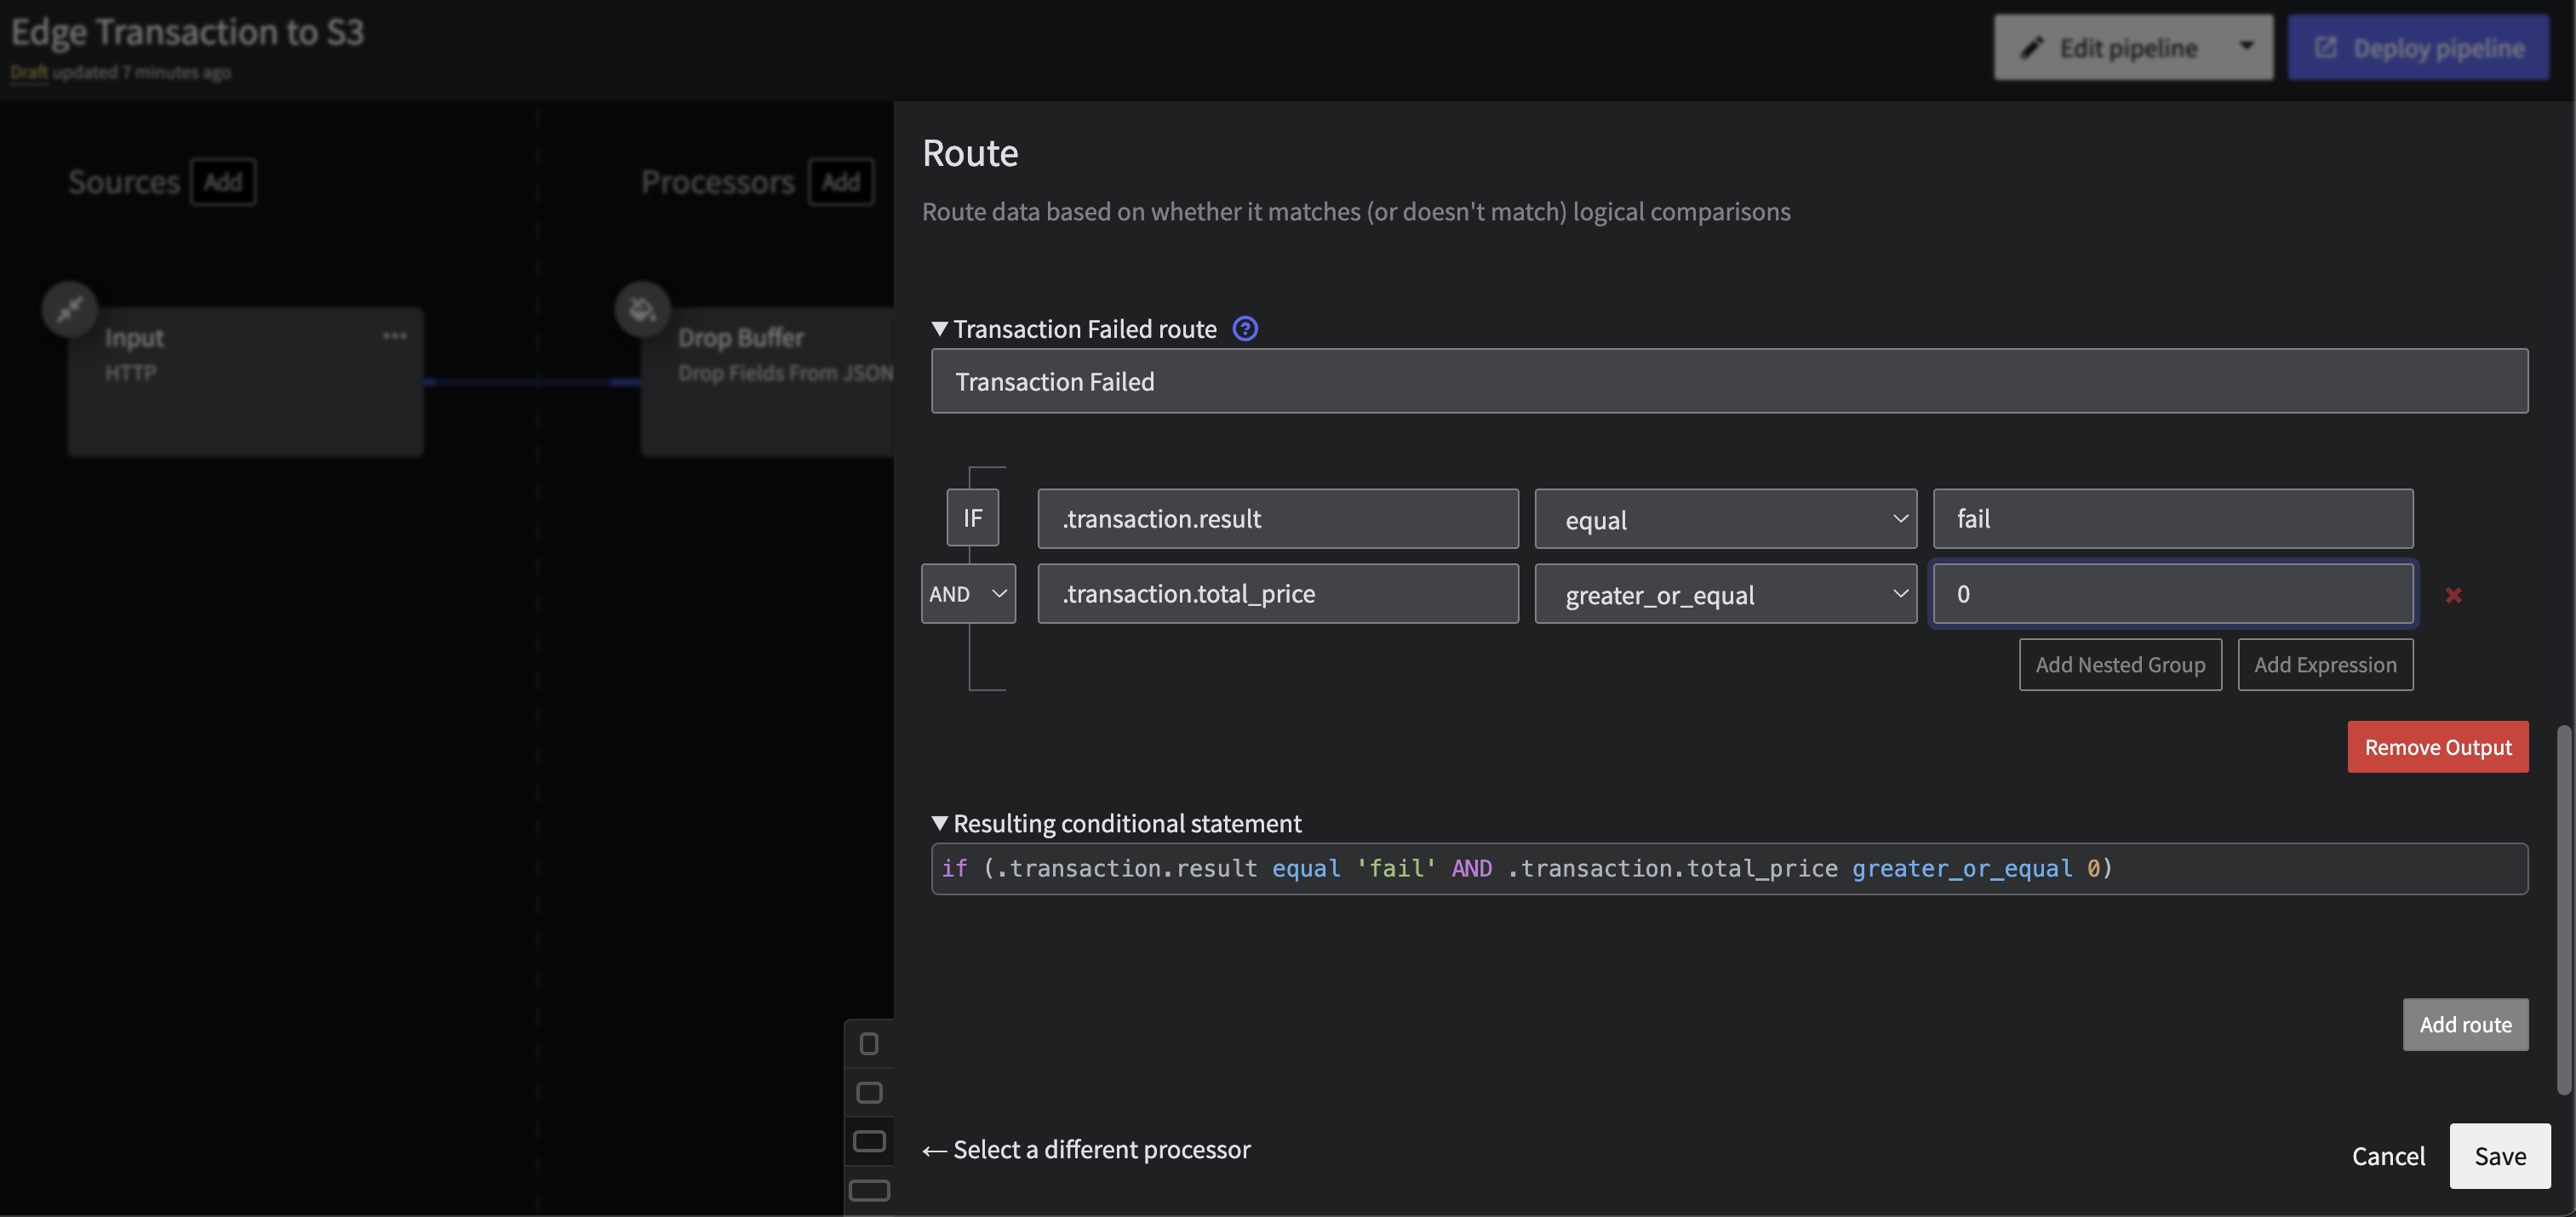 Edge Transaction to S3
Draft updated 7 minutes ago
Edit pipeline
Deploy pipeline
Sources
Add
Processors
Add
Input
HTTP
Drop Buffer
Drop Fields From JSON
Route
Route data based on whether it matches (or doesn't match) logical comparisons
Transaction Failed route ?
Transaction Failed
IF
.transaction.result
equal
fail
AND
.transaction.total_price
greater_or_equal
0
Add Nested Group
Add Expression
Remove Output
Resulting conditional statement
if (.transaction.result equal 'fail' AND .transaction.total_price greater_or_equal 0)
Add route
← Select a different processor
Cancel
Save